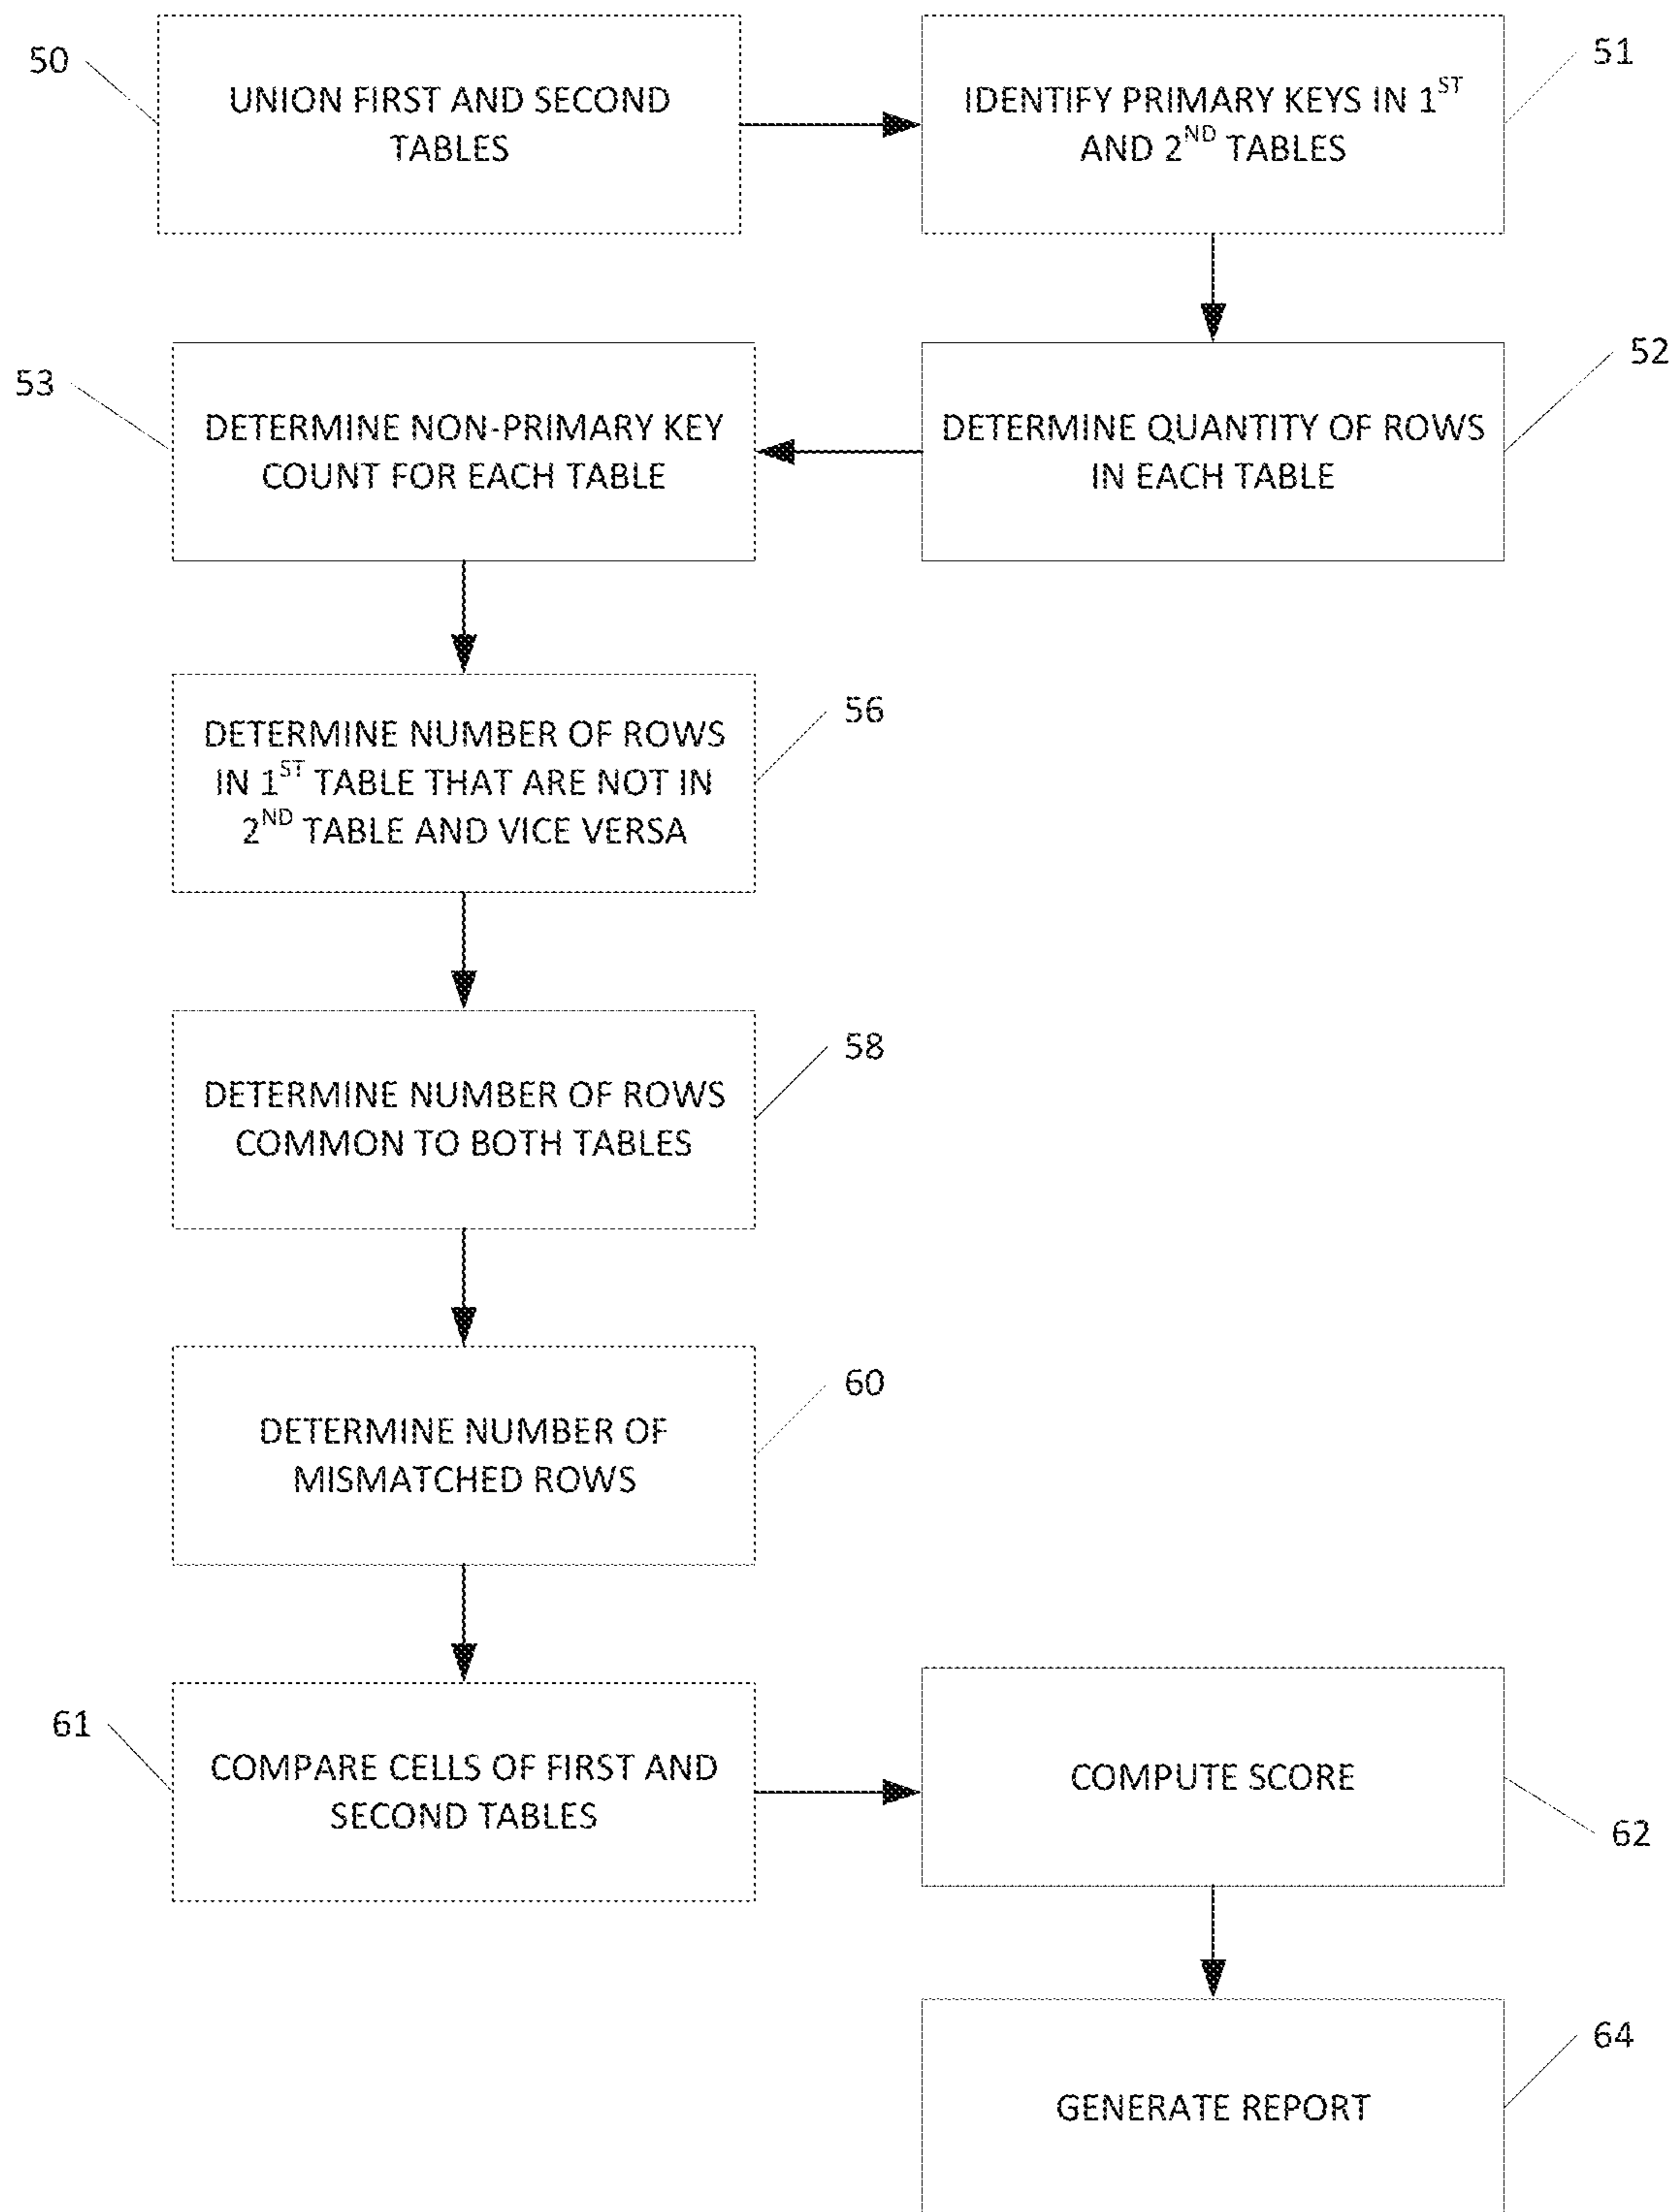 50
UNION FIRST AND SECOND
TABLES
51
IDENTIFY PRIMARY KEYS IN 1ST
AND 2ND TABLES
52
DETERMINE QUANTITY OF ROWS
IN EACH TABLE
53
DETERMINE NON-PRIMARY KEY
COUNT FOR EACH TABLE
56
DETERMINE NUMBER OF ROWS
IN 1ST TABLE THAT ARE NOT IN
2ND TABLE AND VICE VERSA
58
DETERMINE NUMBER OF ROWS
COMMON TO BOTH TABLES
60
DETERMINE NUMBER OF
MISMATCHED ROWS
61
COMPARE CELLS OF FIRST AND
SECOND TABLES
COMPUTE SCORE
62
64
GENERATE REPORT